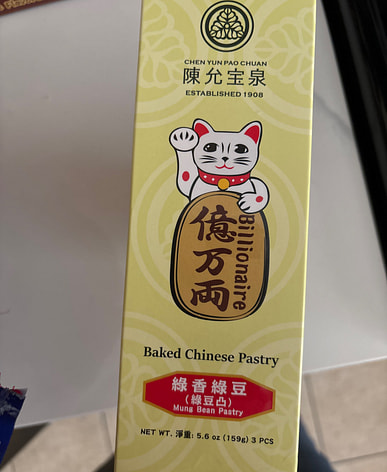 CHEN YUN PAO CHUAN
陳允宝泉
ESTABLISHED 1908
億万両
Billionaire
Baked Chinese Pastry
綠香綠豆
(綠豆凸)
Mung Bean Pastry
NET WT. 淨重: 5.6 oz (159g) 3 PCS